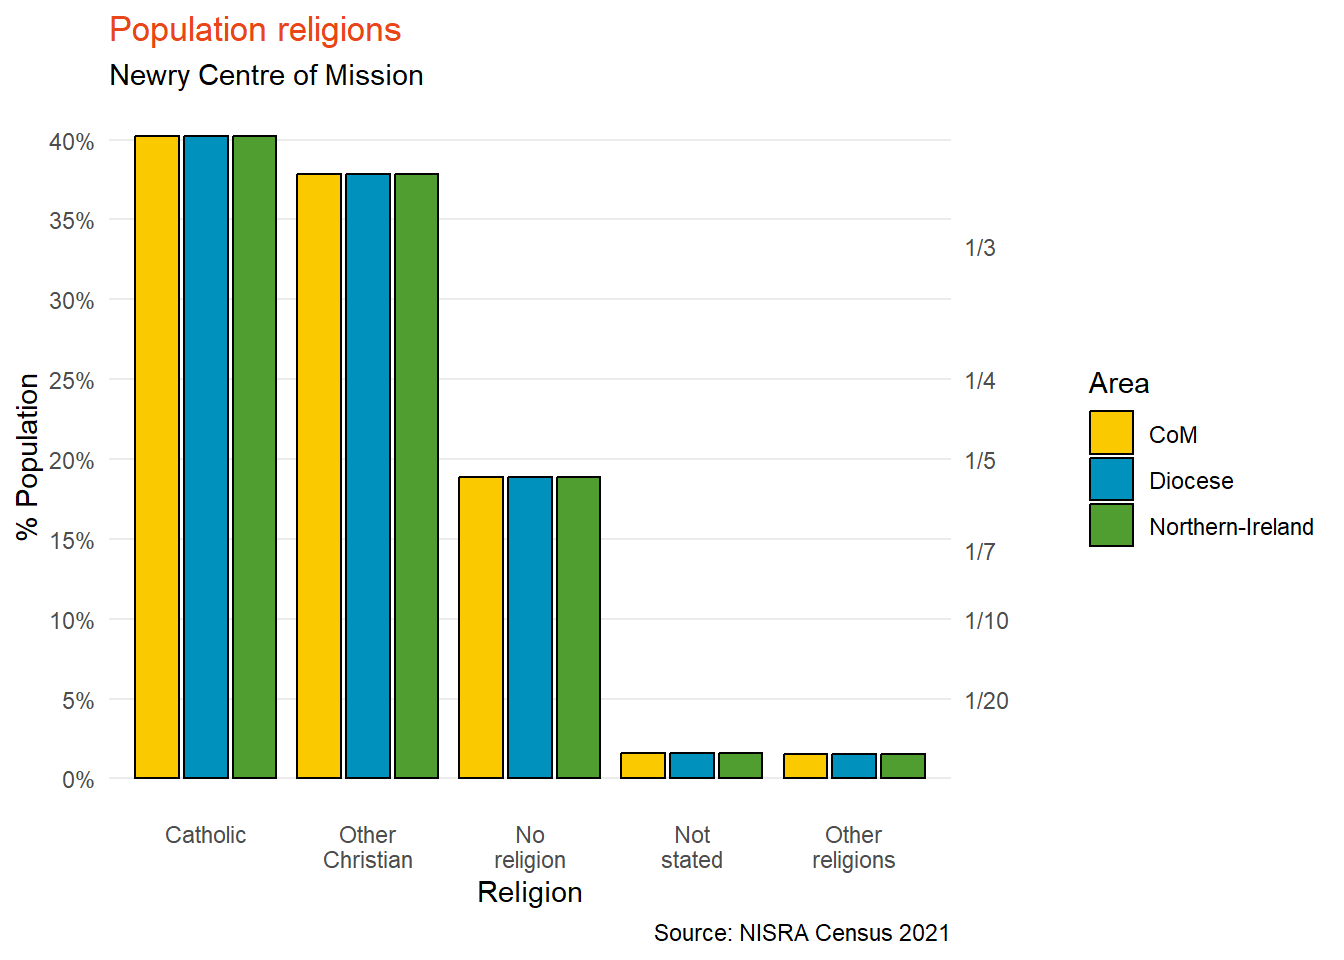 Population religions
Newry Centre of Mission
40%
35%
30%
25%
20%
15%
10%
5%
0%
% Population
1/3
1/4
1/5
1/7
1/10
1/20
Area
CoM
Diocese
Northern-Ireland
Catholic
Other
Christian
No
religion
Not
stated
Other
religions
Religion
Source: NISRA Census 2021